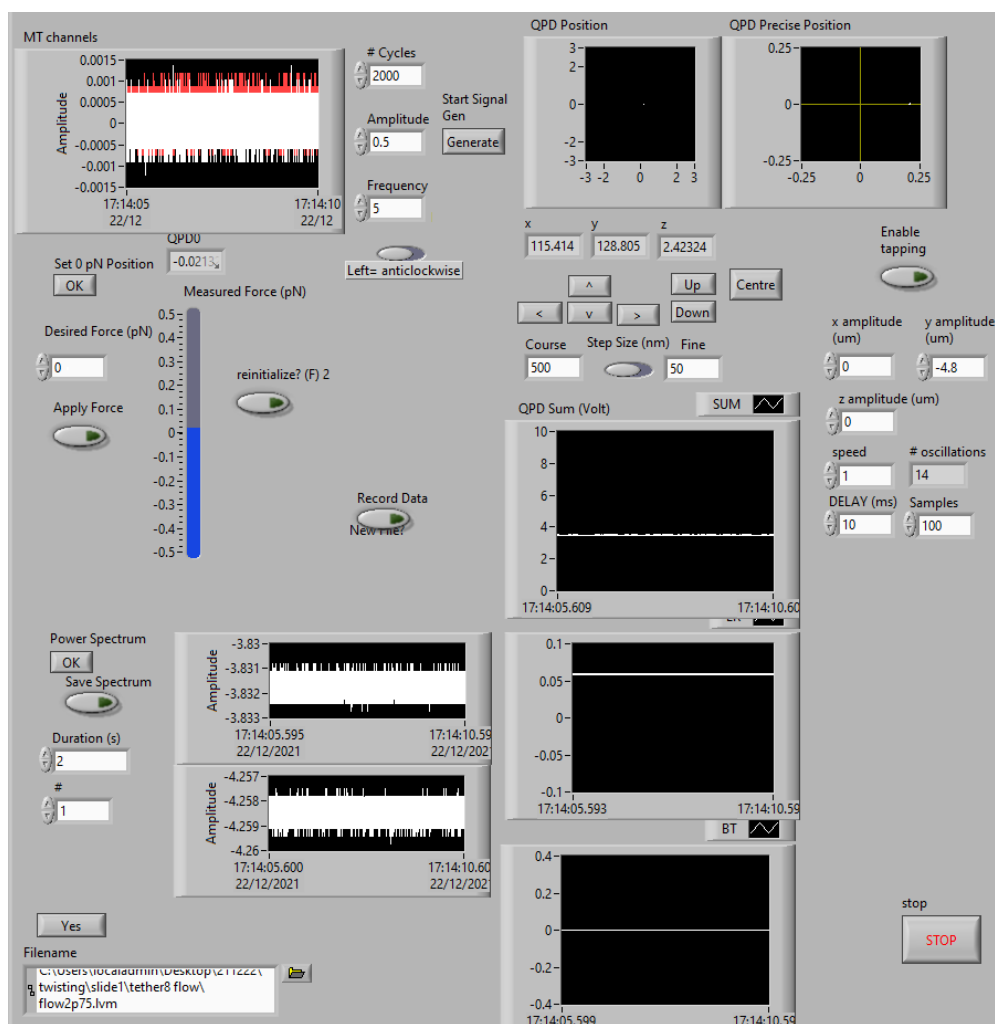 MT channels
0.0015
0.001
0.0005
0
-0.0005
-0.001
-0.0015
Amplitude
17:14:05
22/12
17:14:10
22/12
# Cycles
2000
Amplitude
0.5
Frequency
5
Start Signal
Gen
Generate
Left= anticlockwise
QPD0
-0.0213
Set 0 pN Position
OK
Measured Force (pN)
0.5
0.4
0.3
0.2
0.1
0
-0.1
-0.2
-0.3
-0.4
-0.5
Desired Force (pN)
0
Apply Force
reinitialize? (F) 2
Record Data
New File?
Power Spectrum
OK
Save Spectrum
Duration (s)
2
#
1
Amplitude
-3.83
-3.831
-3.832
-3.833
17:14:05.595
22/12/2021
17:14:10.59
22/12/202
Amplitude
-4.257
-4.258
-4.259
-4.26
17:14:05.600
22/12/2021
17:14:10.60
22/12/202
Yes
Filename
C:\Users\localadmin\Desktop\211222\
twisting\slide1\tether8 flow\
flow2p75.lvm
QPD Position
3
2
0
-2
-3
-3 -2 0 2 3
QPD Precise Position
0.25
0
-0.25
-0.25 0 0.25
x y z
115.414 128.805 2.42324
^
< v >
Up
Down
Centre
Course Step Size (nm) Fine
500 50
Enable
tapping
x amplitude
(um)
0
y amplitude
(um)
-4.8
z amplitude (um)
0
speed
1
# oscillations
14
DELAY (ms)
10
Samples
100
QPD Sum (Volt)
SUM
10
8
6
4
2
0
17:14:05.609
17:14:10.60
0.1
0.05
0
-0.05
-0.1
17:14:05.593
17:14:10.59
BT
0.4
0.2
0
-0.2
-0.4
17:14:05.599
17:14:10.59
stop
STOP